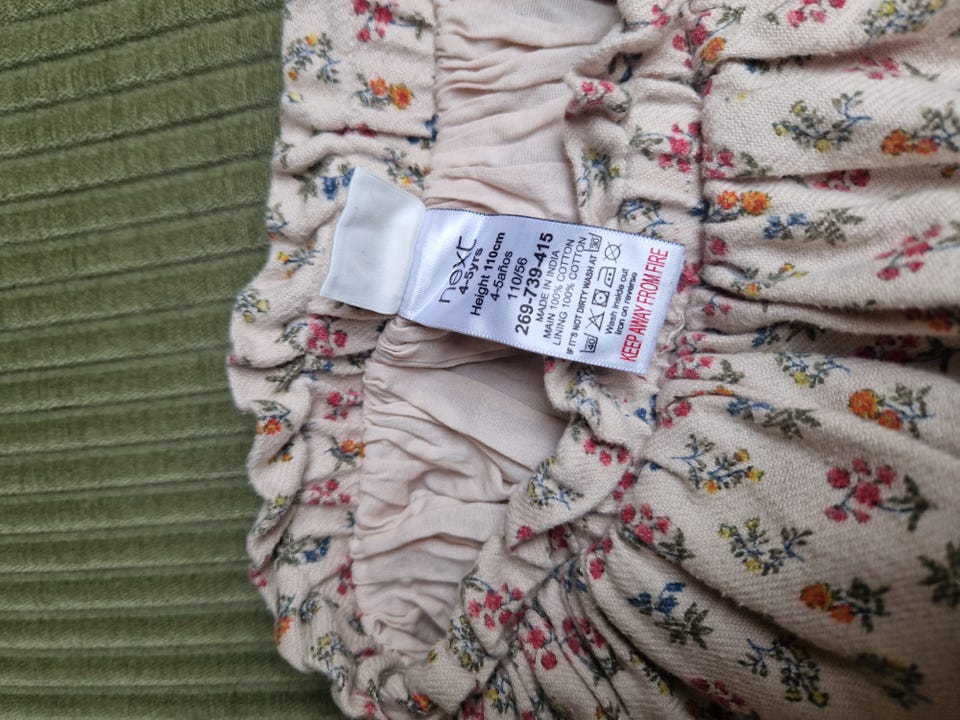 next
4-5yrs
Height 110cm
4-5años
110/56
269-739-415
MADE IN INDIA
MAIN 100% COTTON
LINING 100% COTTON
IF IT'S NOT DIRTY WASH AT 30
40
Wash inside out
iron on reverse
KEEP AWAY FROM FIRE